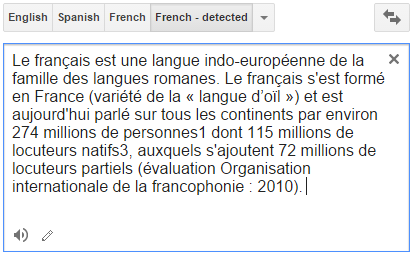 English Spanish French French - detected
Le français est une langue indo-européenne de la
famille des langues romanes. Le français s'est formé
en France (variété de la « langue d’oïl ») et est
aujourd'hui parlé sur tous les continents par environ
274 millions de personnes1 dont 115 millions de
locuteurs natifs3, auxquels s'ajoutent 72 millions de
locuteurs partiels (évaluation Organisation
internationale de la francophonie : 2010).